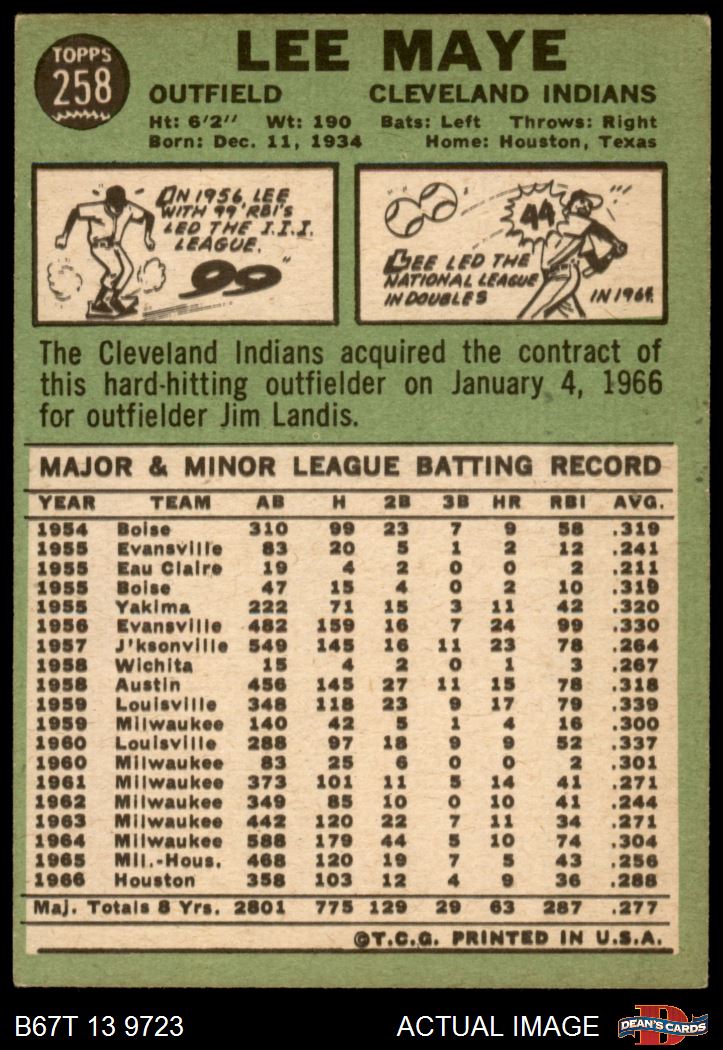 TOPPS
258
LEE MAYE
OUTFIELD CLEVELAND INDIANS
Ht: 6'2" Wt: 190 Bats: Left Throws: Right
Born: Dec. 11, 1934 Home: Houston, Texas
IN 1956, LEE
WITH 99 "RBI'S
LED THE I.I.I.
LEAGUE.
99"
44
LEE LED THE
NATIONAL LEAGUE
IN DOUBLES
IN 1964.
The Cleveland Indians acquired the contract of
this hard-hitting outfielder on January 4, 1966
for outfielder Jim Landis.
MAJOR & MINOR LEAGUE BATTING RECORD
YEAR TEAM AB H 2B 3B HR RBI AVG.
1954 Boise 310 99 23 7 9 58 .319
1955 Evansville 83 20 5 1 2 12 .241
1955 Eau Claire 19 4 2 0 0 2 .211
1955 Boise 47 15 4 0 2 10 .319
1955 Yakima 222 71 15 3 11 42 .320
1956 Evansville 482 159 16 7 24 99 .330
1957 J'ksonville 549 145 16 11 23 78 .264
1958 Wichita 15 4 2 0 1 3 .267
1958 Austin 456 145 27 11 15 78 .318
1959 Louisville 348 118 23 9 17 79 .339
1959 Milwaukee 140 42 5 1 4 16 .300
1960 Louisville 288 97 18 9 9 52 .337
1960 Milwaukee 83 25 6 0 0 2 .301
1961 Milwaukee 373 101 11 5 14 41 .271
1962 Milwaukee 349 85 10 0 10 41 .244
1963 Milwaukee 442 120 22 7 11 34 .271
1964 Milwaukee 588 179 44 5 10 74 .304
1965 Mil.-Hous. 468 120 19 7 5 43 .256
1966 Houston 358 103 12 4 9 36 .288
Maj. Totals 8 Yrs. 2801 775 129 29 63 287 .277
©T.C.G. PRINTED IN U.S.A.
B67T 13 9723 ACTUAL IMAGE
D
DEAN'S CARDS